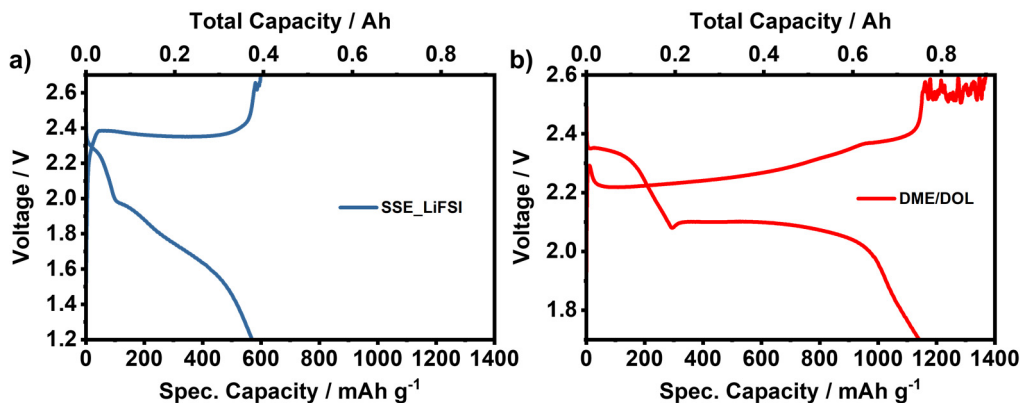 Total Capacity / Ah
0.0 0.2 0.4 0.6 0.8
a)
Voltage / V
2.6
2.4
2.2
2.0
1.8
1.6
1.4
1.2
SSE_LiFSI
0 200 400 600 800 1000 1200 1400
Spec. Capacity / mAh g⁻¹
Total Capacity / Ah
0.0 0.2 0.4 0.6 0.8
b)
Voltage / V
2.6
2.4
2.2
2.0
1.8
DME/DOL
0 200 400 600 800 1000 1200 1400
Spec. Capacity / mAh g⁻¹